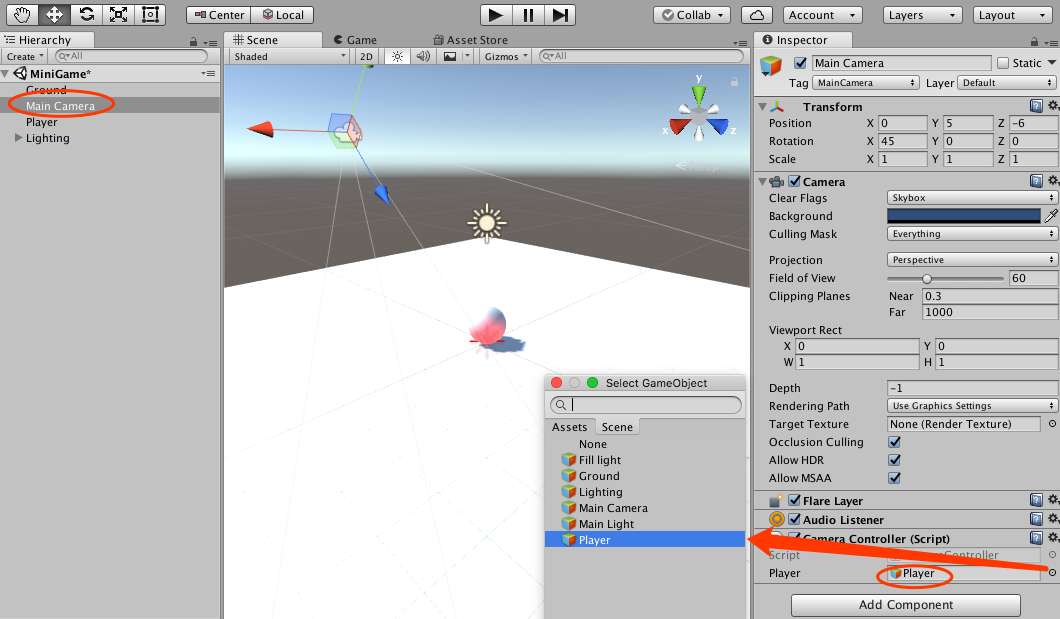 Center Local Collab Account Layers Layout
Hierarchy
Create All
MiniGame*
Ground
Main Camera
Player
Lighting
Scene Game Asset Store
Shaded 2D Gizmos All
y
x z
Persp
Select GameObject
Assets Scene
None
Fill light
Ground
Lighting
Main Camera
Main Light
Player
Inspector
Main Camera Static
Tag MainCamera Layer Default
Transform
Position X 0 Y 5 Z -6
Rotation X 45 Y 0 Z 0
Scale X 1 Y 1 Z 1
Camera
Clear Flags Skybox
Background
Culling Mask Everything
Projection Perspective
Field of View 60
Clipping Planes Near 0.3
Far 1000
Viewport Rect
X 0 Y 0
W 1 H 1
Depth -1
Rendering Path Use Graphics Settings
Target Texture None (Render Texture)
Occlusion Culling
Allow HDR
Allow MSAA
Flare Layer
Audio Listener
Camera Controller (Script)
Script Controller
Player Player
Add Component